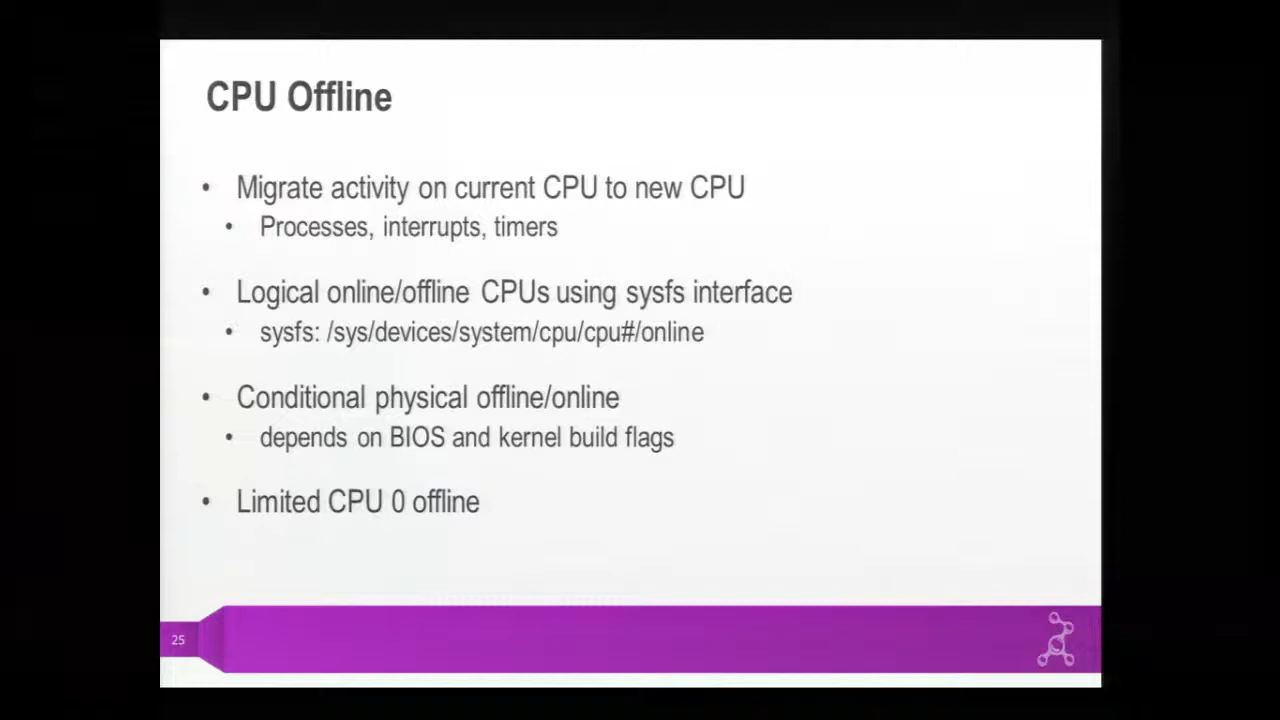 CPU Offline
• Migrate activity on current CPU to new CPU
• Processes, interrupts, timers
• Logical online/offline CPUs using sysfs interface
• sysfs: /sys/devices/system/cpu/cpu#/online
• Conditional physical offline/online
• depends on BIOS and kernel build flags
• Limited CPU 0 offline
25